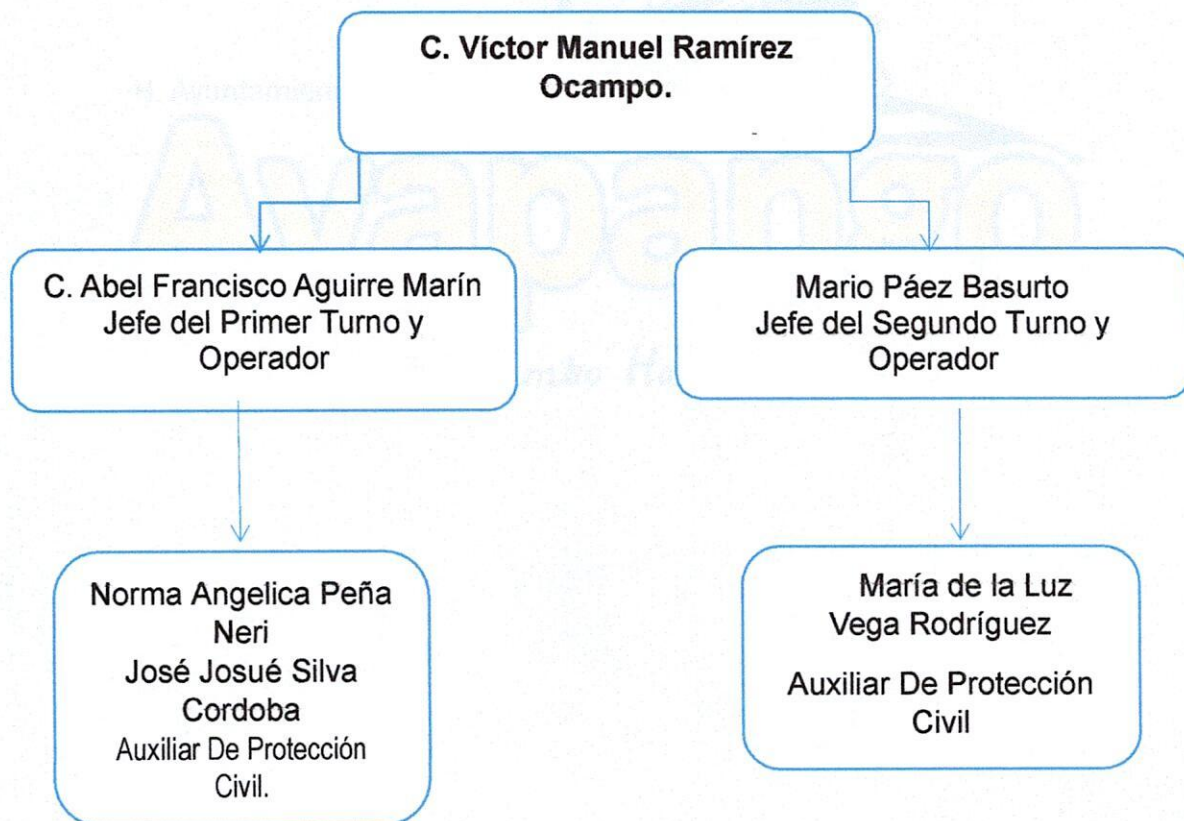 C. Víctor Manuel Ramírez
Ocampo.
H. Ayuntamiento
Ayapango
C. Abel Francisco Aguirre Marín
Jefe del Primer Turno y
Operador
Mario Páez Basurto
Jefe del Segundo Turno y
Operador
Norma Angelica Peña
Neri
José Josué Silva
Cordoba
Auxiliar De Protección
Civil.
María de la Luz
Vega Rodríguez
Auxiliar De Protección
Civil